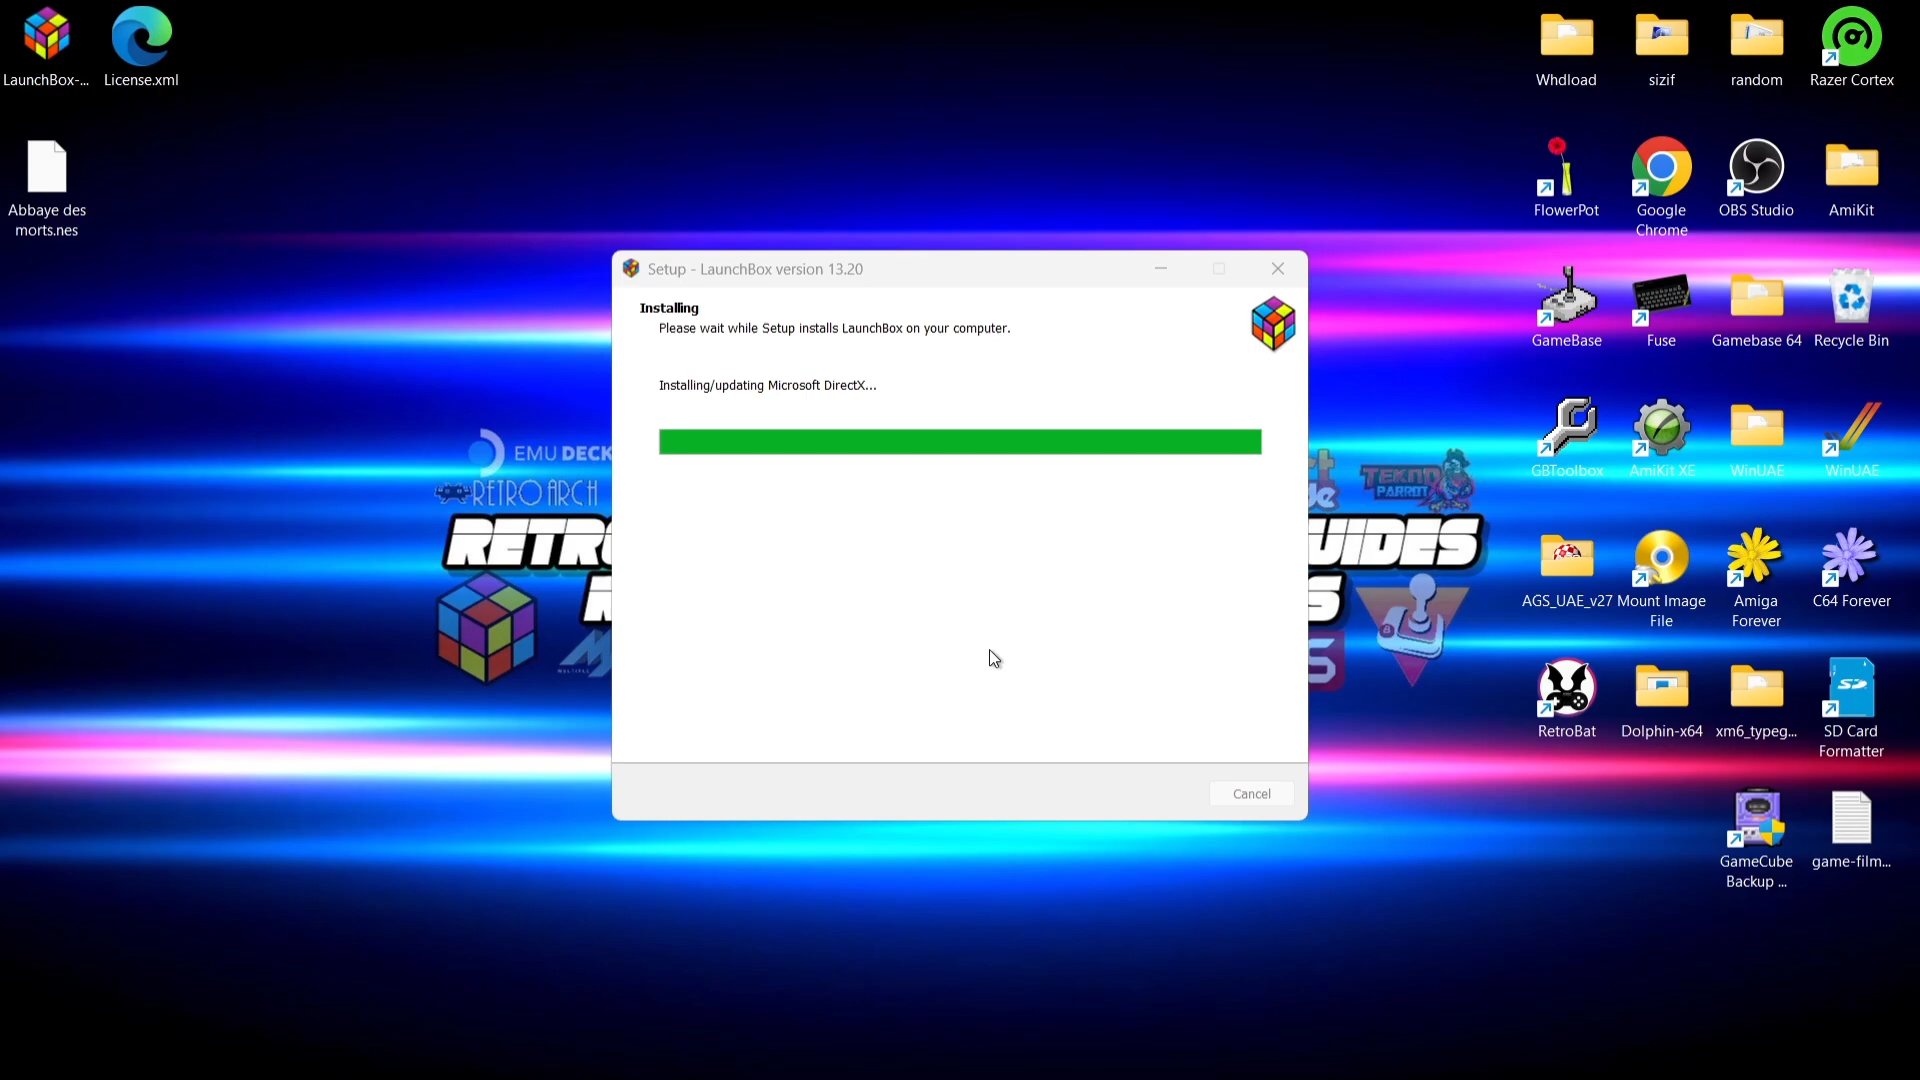 LaunchBox-...
License.xml
Whdload
sizif
random
Razer Cortex
Abbaye des
morts.nes
FlowerPot
Google
Chrome
OBS Studio
AmiKit
Setup - LaunchBox version 13.20
Installing
Please wait while Setup installs LaunchBox on your computer.
Installing/updating Microsoft DirectX...
Cancel
GameBase
Fuse
Gamebase 64
Recycle Bin
GBToolbox
AmiKit XE
WinUAE
WinUAE
EMU DECK
RETROARCH
TEKNO
PARROT
RETR
UIDES
AGS_UAE_v27
Mount Image
File
Amiga
Forever
C64 Forever
RetroBat
Dolphin-x64
xm6_typeg...
SD Card
Formatter
GameCube
Backup ...
game-film...